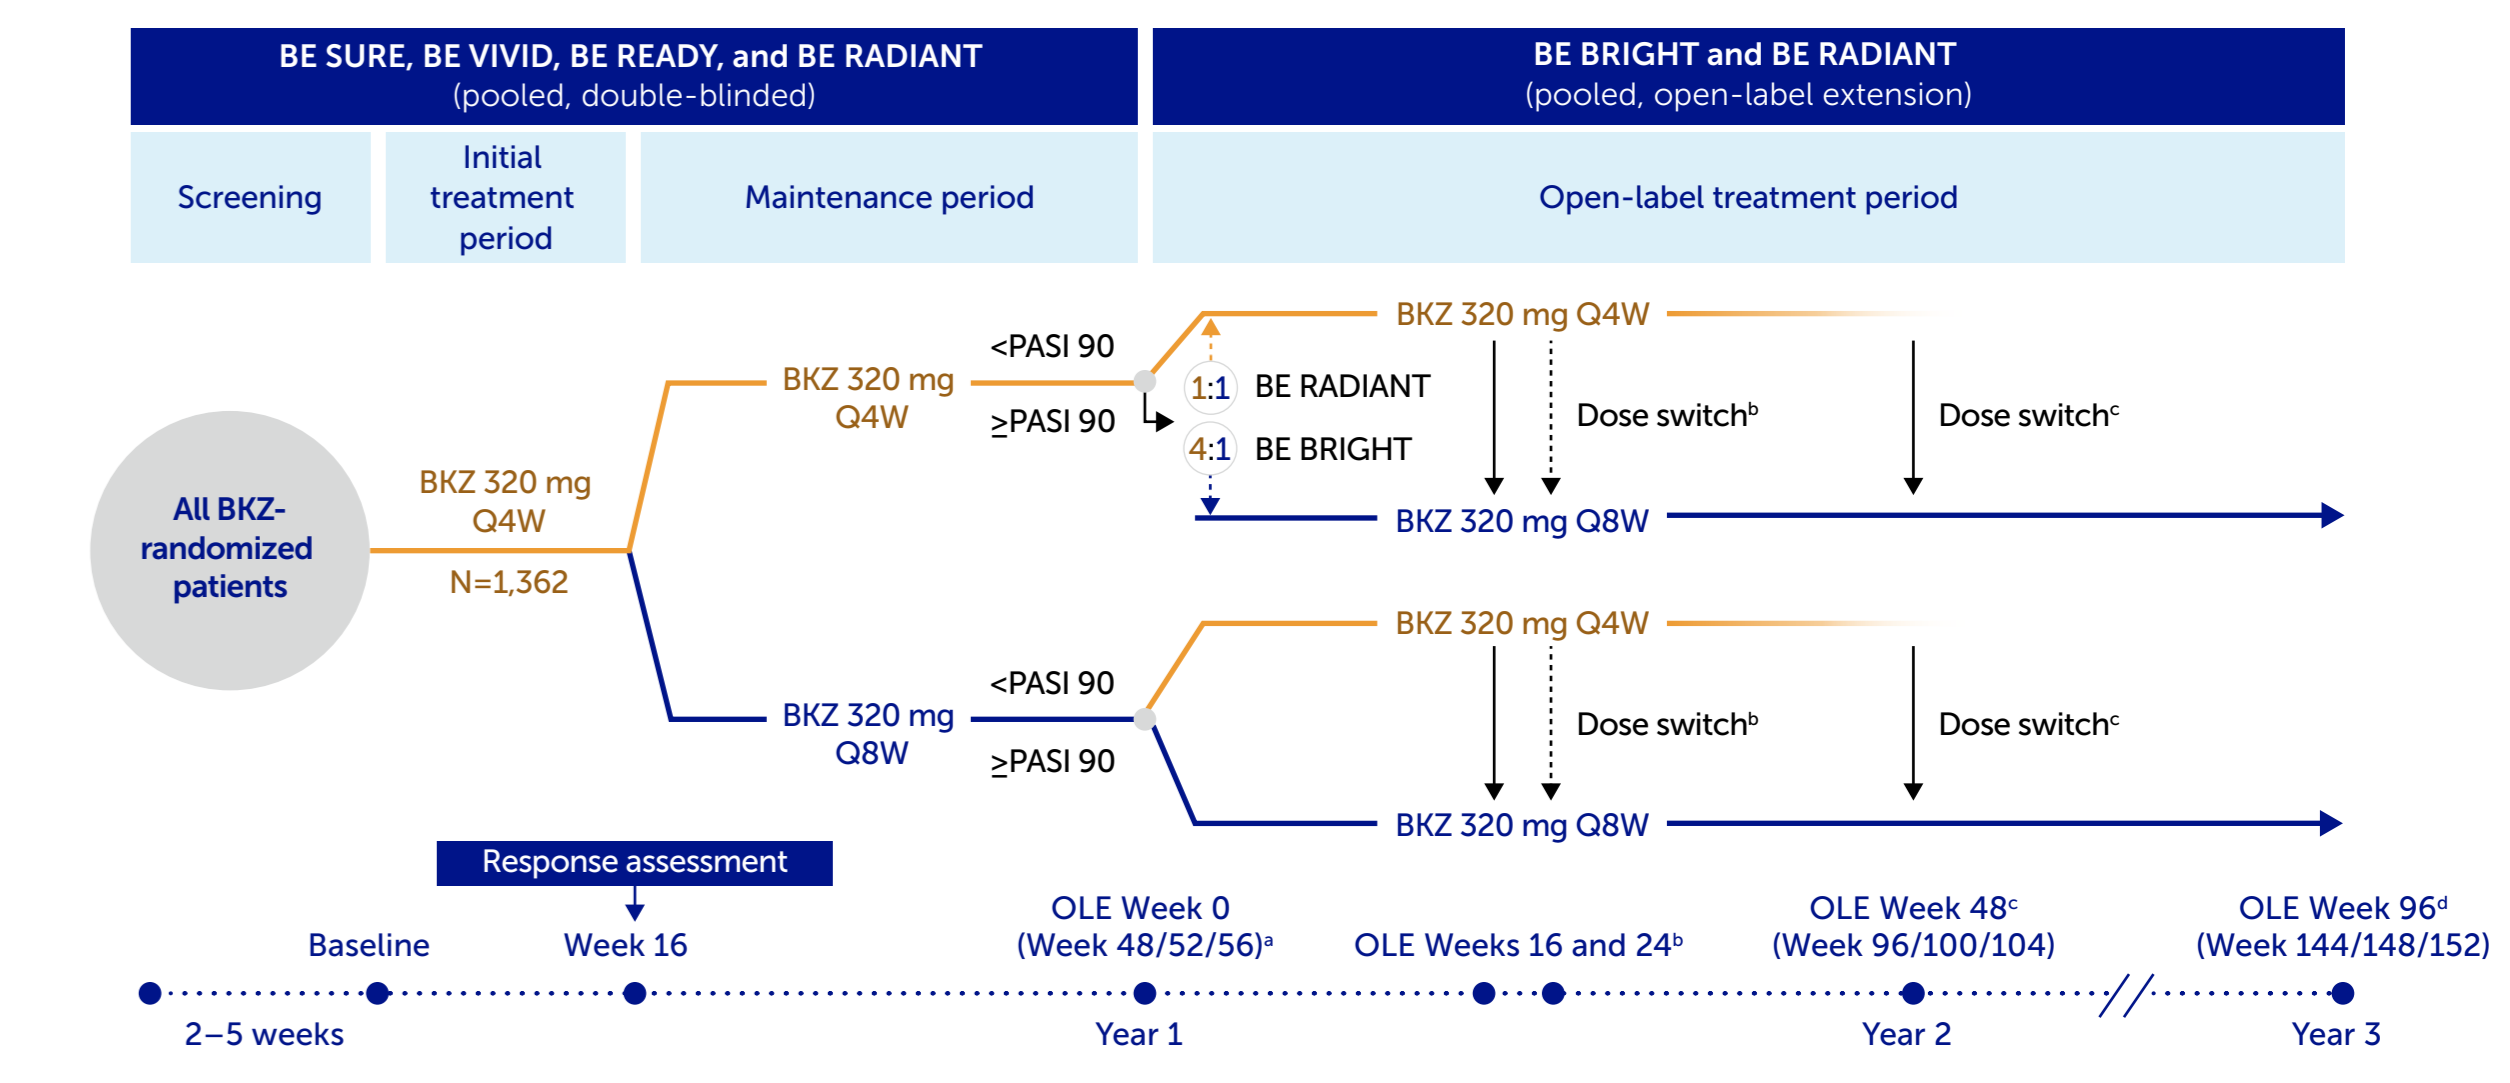 BE SURE, BE VIVID, BE READY, and BE RADIANT
(pooled, double-blinded)
BE BRIGHT and BE RADIANT
(pooled, open-label extension)
Screening
Initial
treatment
period
Maintenance period
Open-label treatment period
All BKZ-
randomized
patients
BKZ 320 mg
Q4W
N=1,362
BKZ 320 mg
Q4W
<PASI 90
≥PASI 90
1:1 BE RADIANT
4:1 BE BRIGHT
BKZ 320 mg Q4W
Dose switchᵇ
Dose switchᶜ
BKZ 320 mg Q8W
BKZ 320 mg
Q8W
<PASI 90
≥PASI 90
BKZ 320 mg Q4W
Dose switchᵇ
Dose switchᶜ
BKZ 320 mg Q8W
Response assessment
Baseline
Week 16
OLE Week 0
(Week 48/52/56)ᵃ
OLE Weeks 16 and 24ᵇ
OLE Week 48ᶜ
(Week 96/100/104)
OLE Week 96ᵈ
(Week 144/148/152)
2–5 weeks
Year 1
Year 2
Year 3